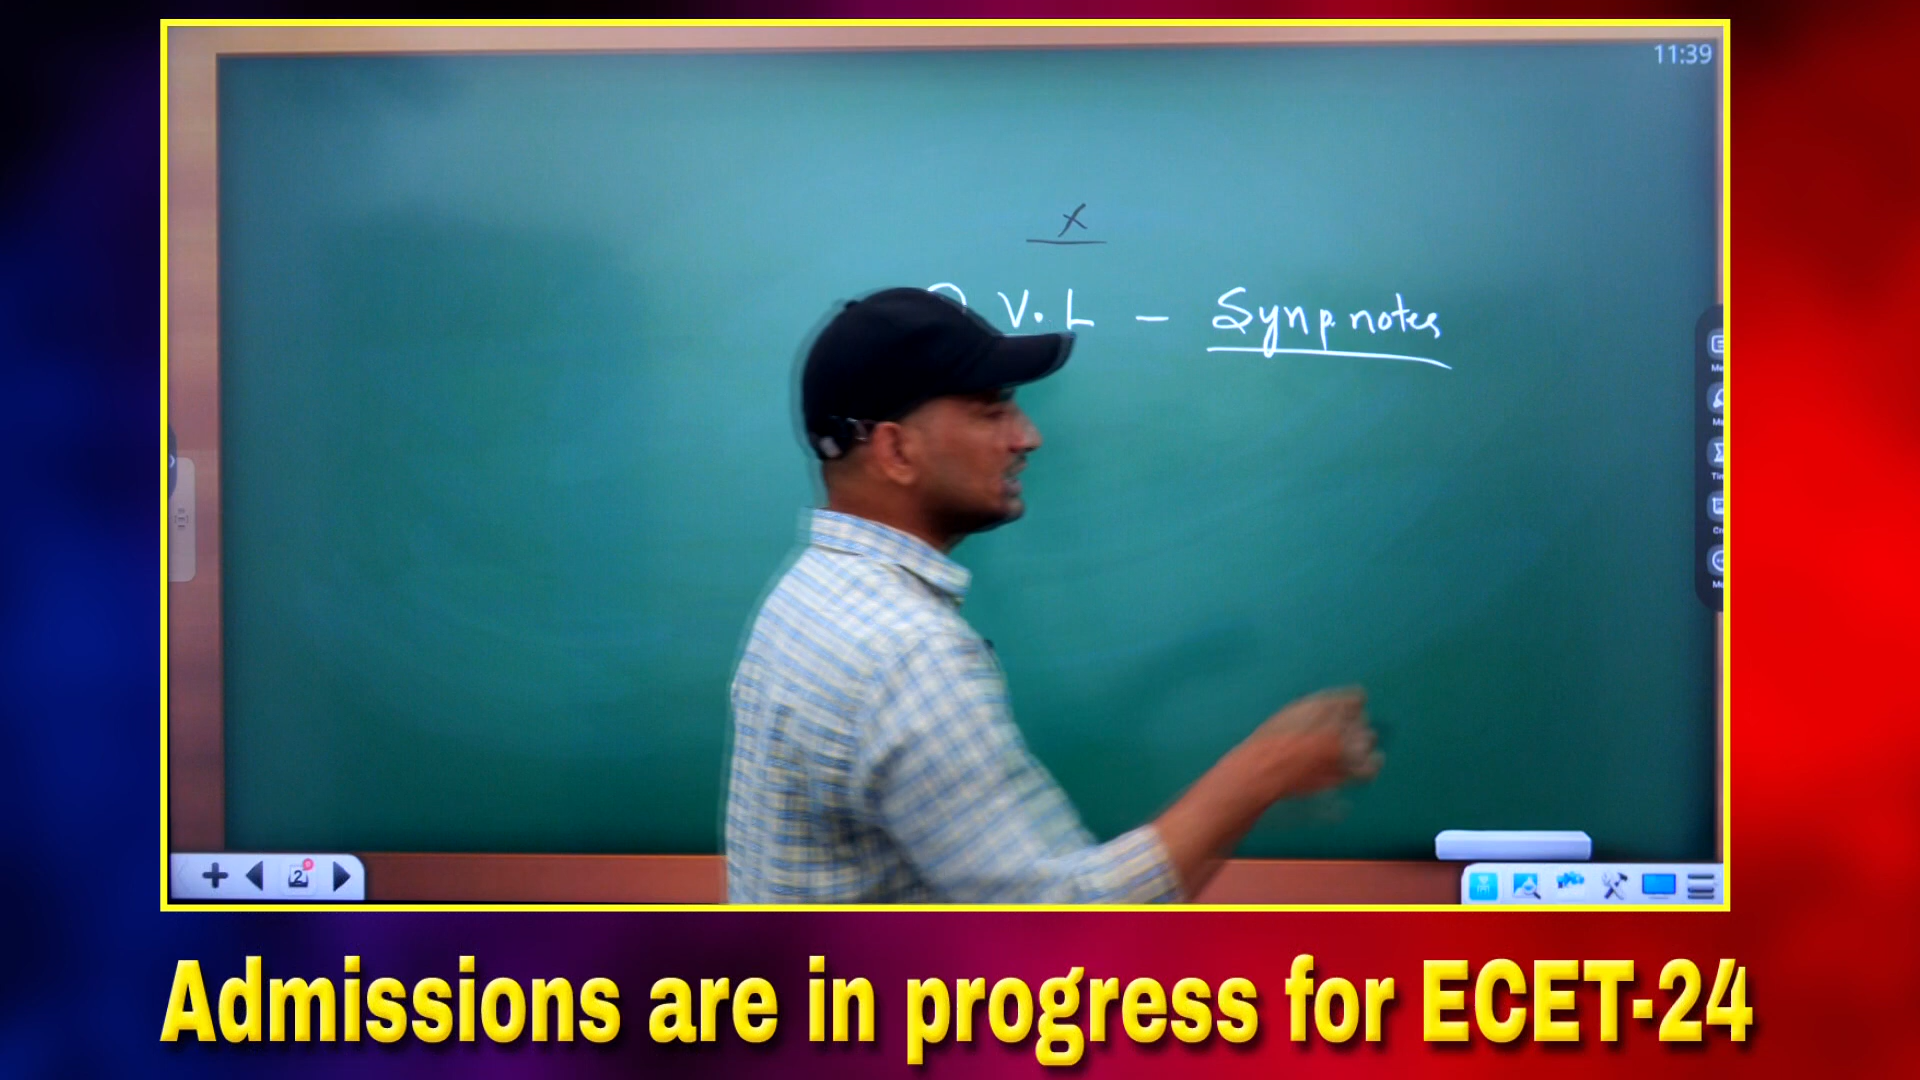 11:39
x
V.L - Synp. notes
2
Admissions are in progress for ECET-24